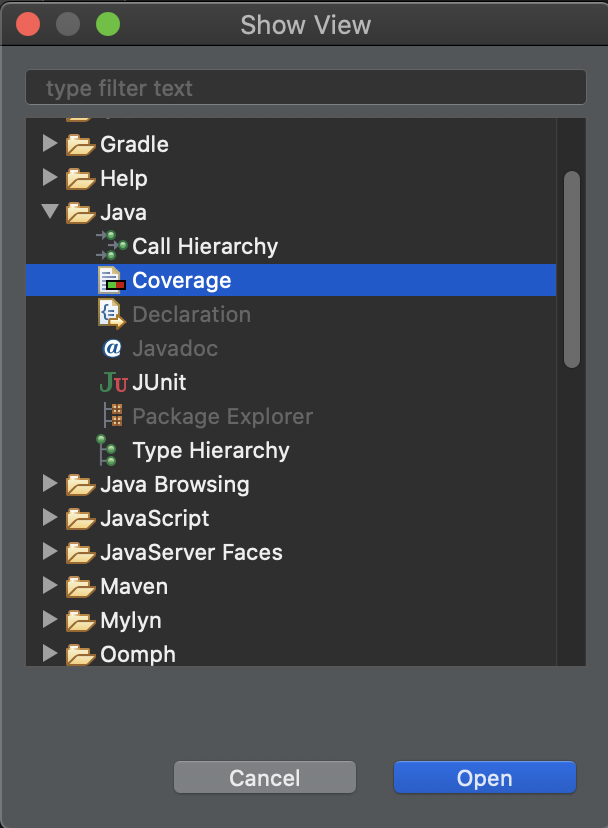 Show View
type filter text
Gradle
Help
Java
Call Hierarchy
Coverage
Declaration
@ Javadoc
JU JUnit
Package Explorer
Type Hierarchy
Java Browsing
JavaScript
JavaServer Faces
Maven
Mylyn
Oomph
Cancel
Open